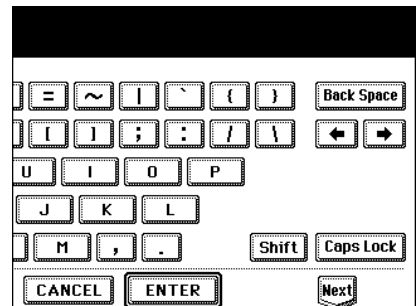 = ~ | ` { } Back Space
[ ] ; : / \ ← →
U I O P
J K L
M , . Shift Caps Lock
CANCEL ENTER Next